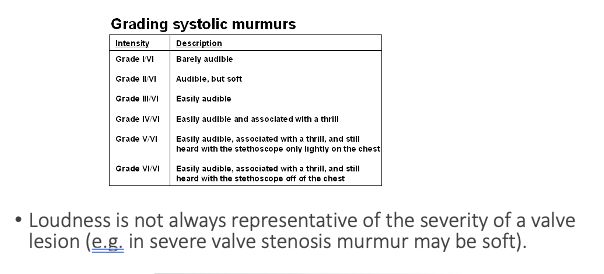 Grading systolic murmurs
Intensity Description
Grade I/VI Barely audible
Grade II/VI Audible, but soft
Grade III/VI Easily audible
Grade IV/VI Easily audible and associated with a thrill
Grade V/VI Easily audible, associated with a thrill, and still
heard with the stethoscope only lightly on the chest
Grade VI/VI Easily audible, associated with a thrill, and still
heard with the stethoscope off of the chest
• Loudness is not always representative of the severity of a valve
lesion (e.g. in severe valve stenosis murmur may be soft).